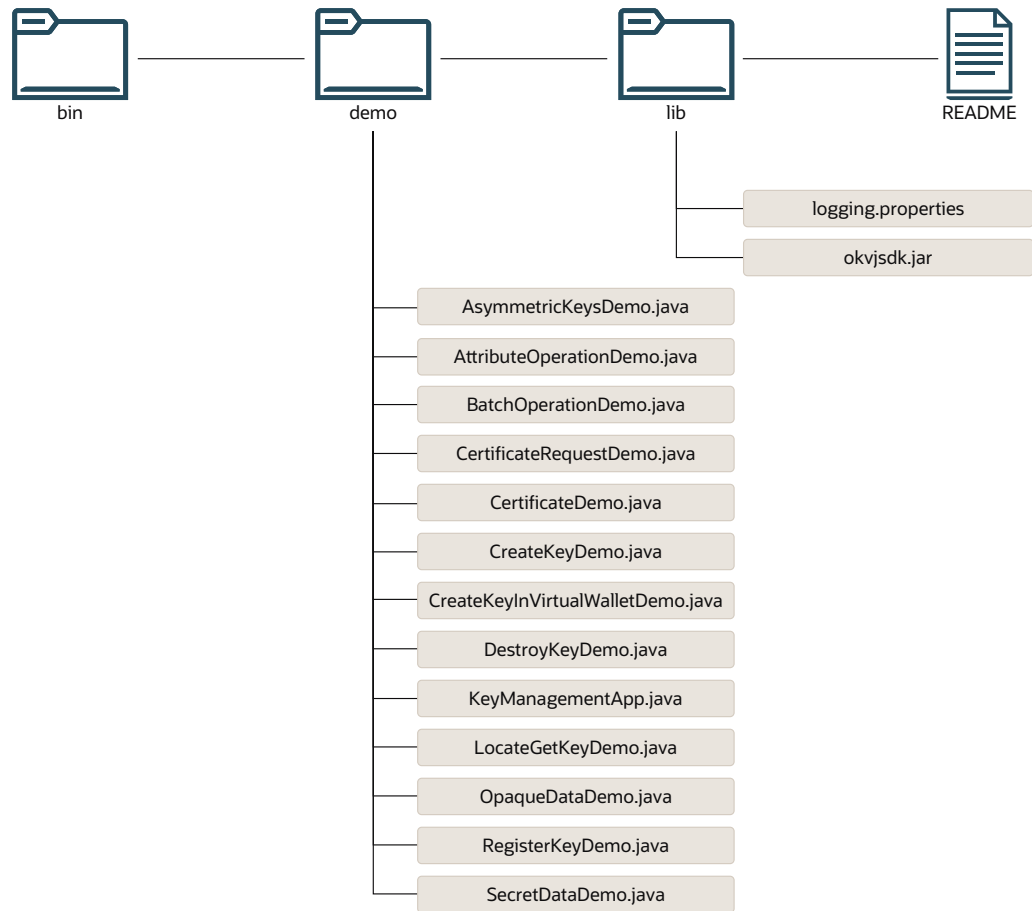 bin
demo
lib
README
logging.properties
okvjsdk.jar
AsymmetricKeysDemo.java
AttributeOperationDemo.java
BatchOperationDemo.java
CertificateRequestDemo.java
CertificateDemo.java
CreateKeyDemo.java
CreateKeyInVirtualWalletDemo.java
DestroyKeyDemo.java
KeyManagementApp.java
LocateGetKeyDemo.java
OpaqueDataDemo.java
RegisterKeyDemo.java
SecretDataDemo.java